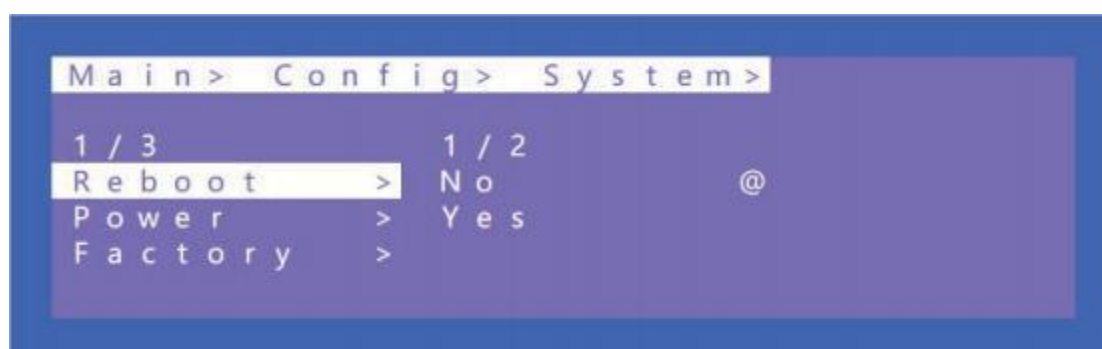 Main> Config> System>
1/3 1/2
Reboot > No @
Power > Yes
Factory >